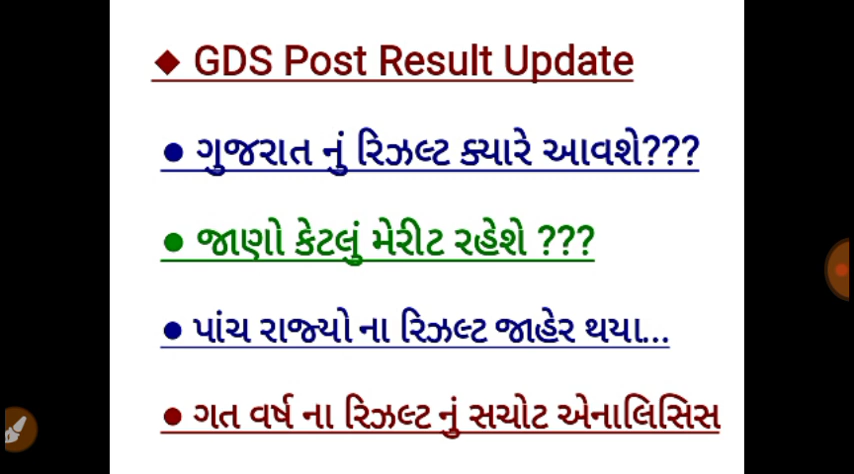 ◆ GDS Post Result Update
● ગુજરાત નું રિઝલ્ટ ક્યારે આવશે???
● જાણો કેટલું મેરીટ રહેશે ???
● પાંચ રાજ્યો ના રિઝલ્ટ જાહેર થયા...
● ગત વર્ષ ના રિઝલ્ટ નું સચોટ એનાલિસિસ